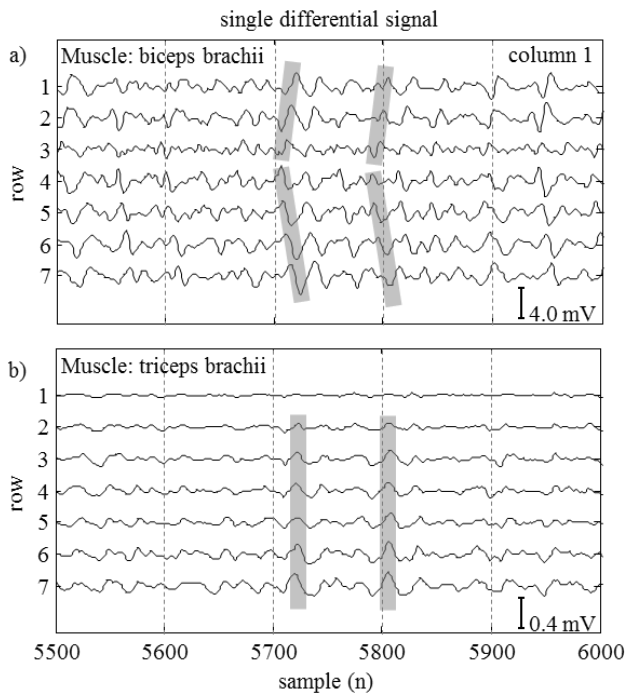 single differential signal
a) Muscle: biceps brachii column 1
row
1
2
3
4
5
6
7
4.0 mV
b) Muscle: triceps brachii
row
1
2
3
4
5
6
7
0.4 mV
5500 5600 5700 5800 5900 6000
sample (n)